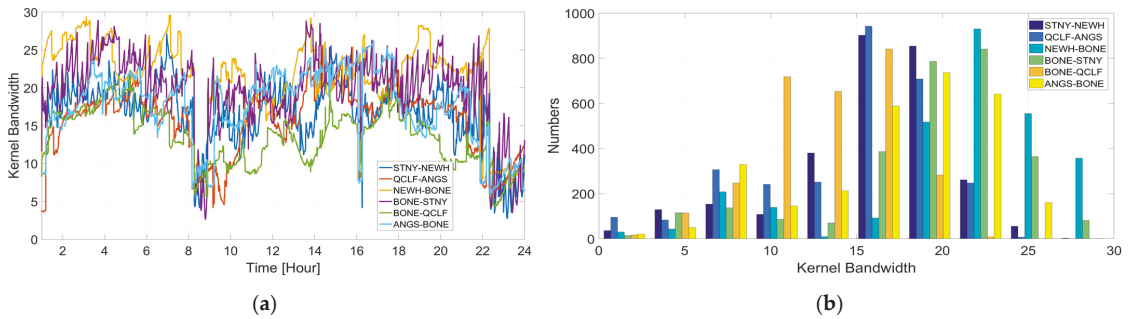 30
25
20
15
10
5
0
Kernel Bandwidth
2 4 6 8 10 12 14 16 18 20 22 24
Time [Hour]
STNY-NEWH
QCLF-ANGS
NEWH-BONE
BONE-STNY
BONE-QCLF
ANGS-BONE
(a)
1000
800
600
400
200
0
Numbers
0 5 10 15 20 25 30
Kernel Bandwidth
STNY-NEWH
QCLF-ANGS
NEWH-BONE
BONE-STNY
BONE-QCLF
ANGS-BONE
(b)